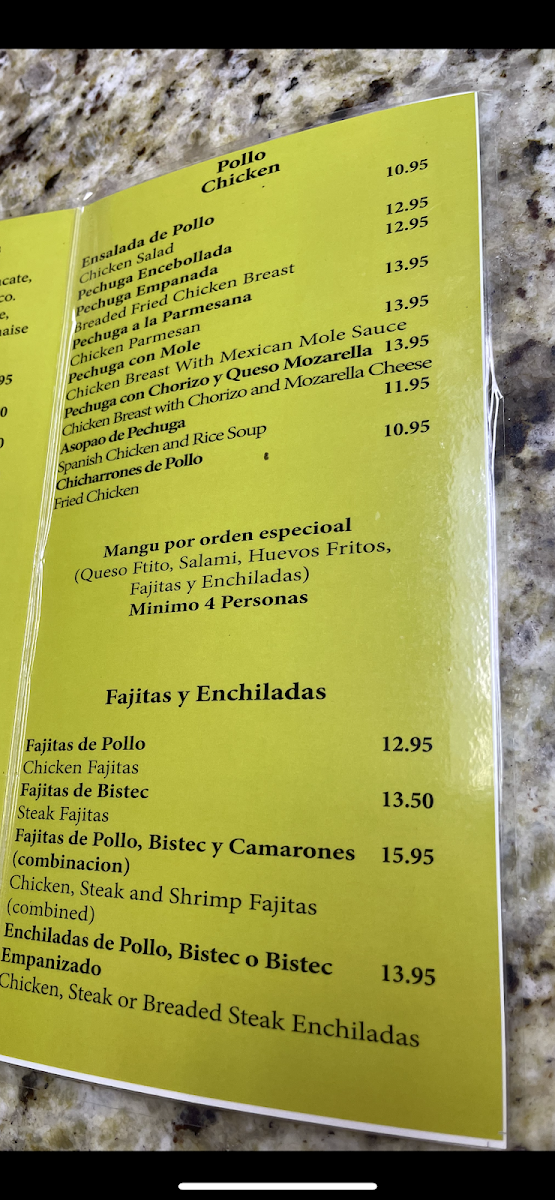 cate,
co.
e,
naise
95
0
0
Pollo
Chicken
Ensalada de Pollo 10.95
Chicken Salad
Pechuga Encebollada 12.95
Pechuga Empanada 12.95
Breaded Fried Chicken Breast
Pechuga a la Parmesana 13.95
Chicken Parmesan
Pechuga con Mole 13.95
Chicken Breast With Mexican Mole Sauce
Pechuga con Chorizo y Queso Mozarella 13.95
Chicken Breast with Chorizo and Mozarella Cheese
Asopao de Pechuga 11.95
Spanish Chicken and Rice Soup
Chicharrones de Pollo 10.95
Fried Chicken
Mangu por orden especioal
(Queso Ftito, Salami, Huevos Fritos,
Fajitas y Enchiladas)
Minimo 4 Personas
Fajitas y Enchiladas
Fajitas de Pollo 12.95
Chicken Fajitas
Fajitas de Bistec 13.50
Steak Fajitas
Fajitas de Pollo, Bistec y Camarones 15.95
(combinacion)
Chicken, Steak and Shrimp Fajitas
(combined)
Enchiladas de Pollo, Bistec o Bistec 13.95
Empanizado
Chicken, Steak or Breaded Steak Enchiladas